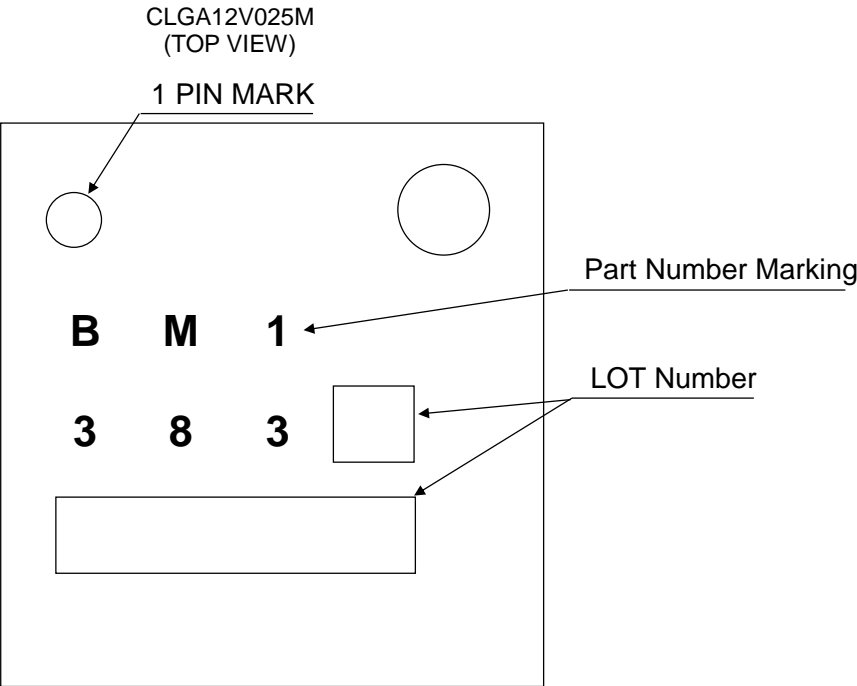 CLGA12V025M
(TOP VIEW)
1 PIN MARK
Part Number Marking
B M 1
LOT Number
3 8 3